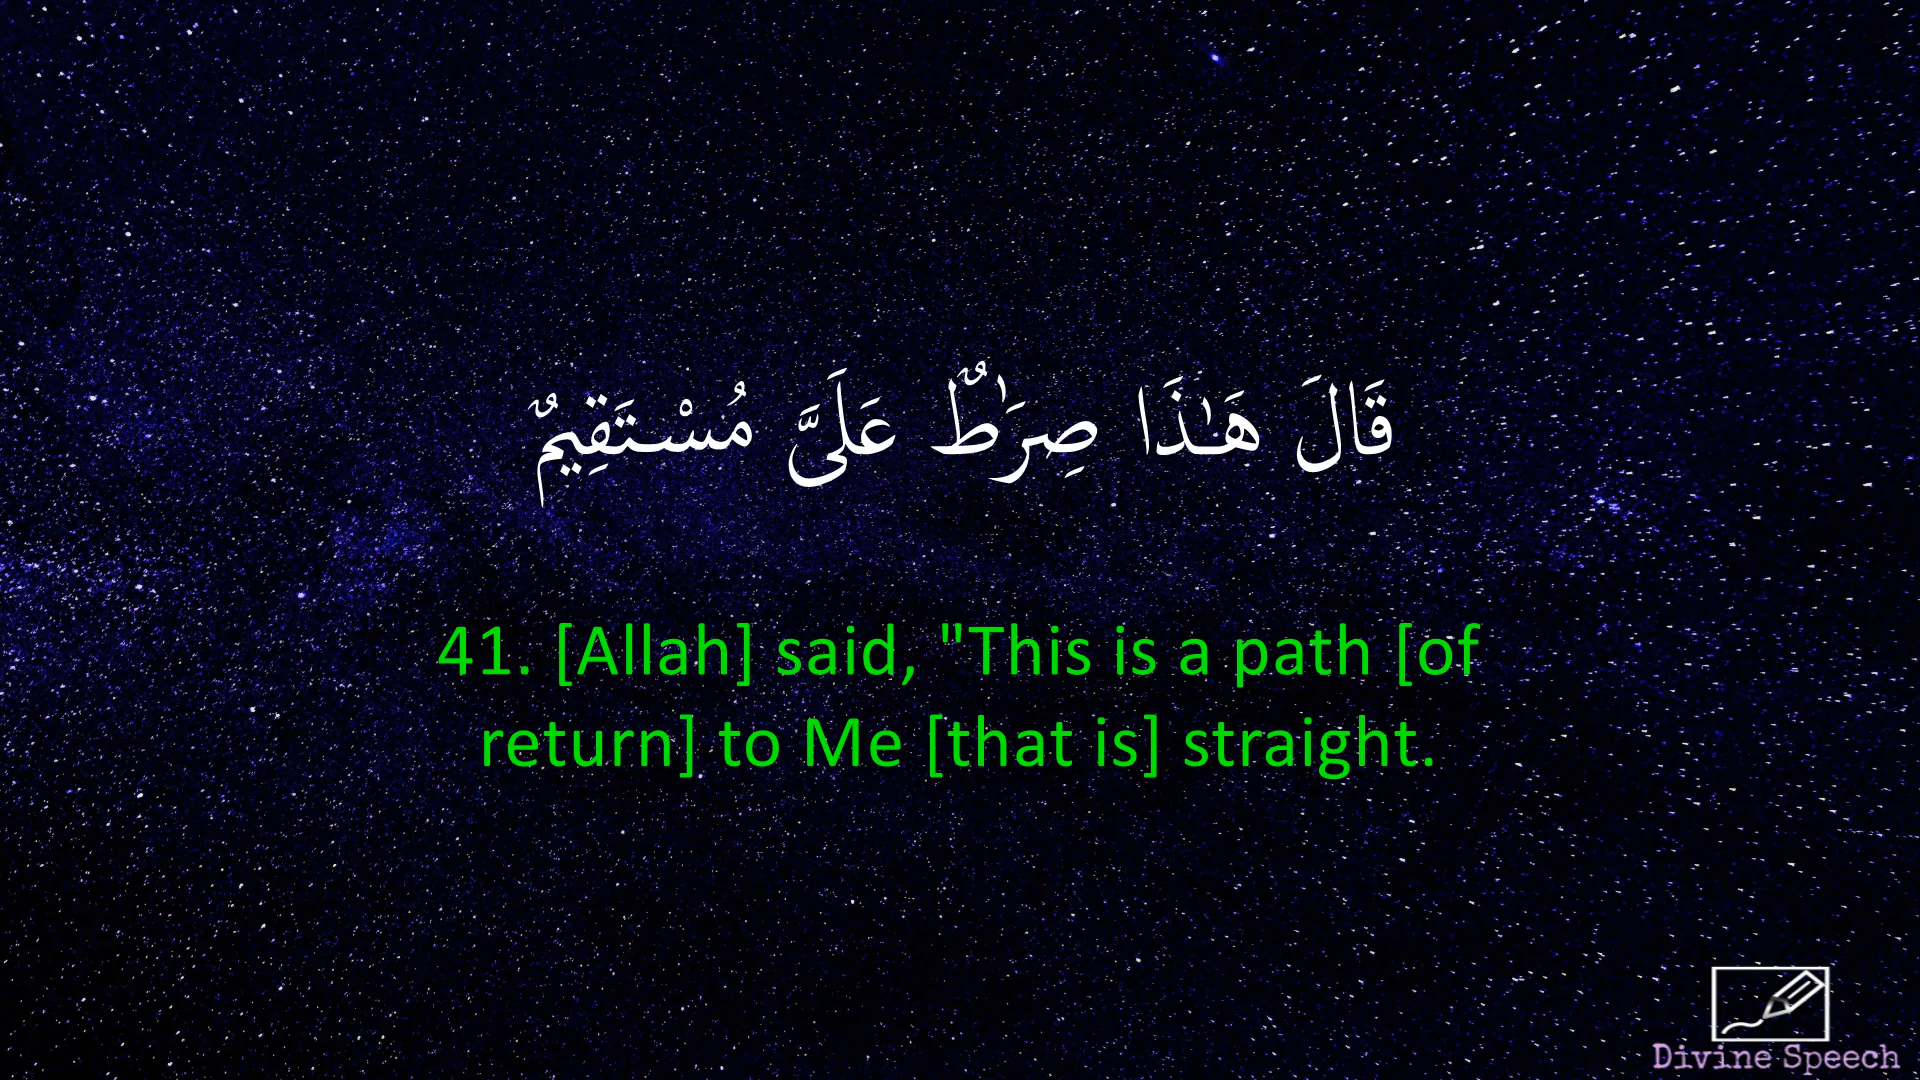 قَالَ هَـٰذَا صِرَٰطٌ عَلَىَّ مُسْتَقِيمٌ
41. [Allah] said, "This is a path [of
return] to Me [that is] straight.
Divine Speech